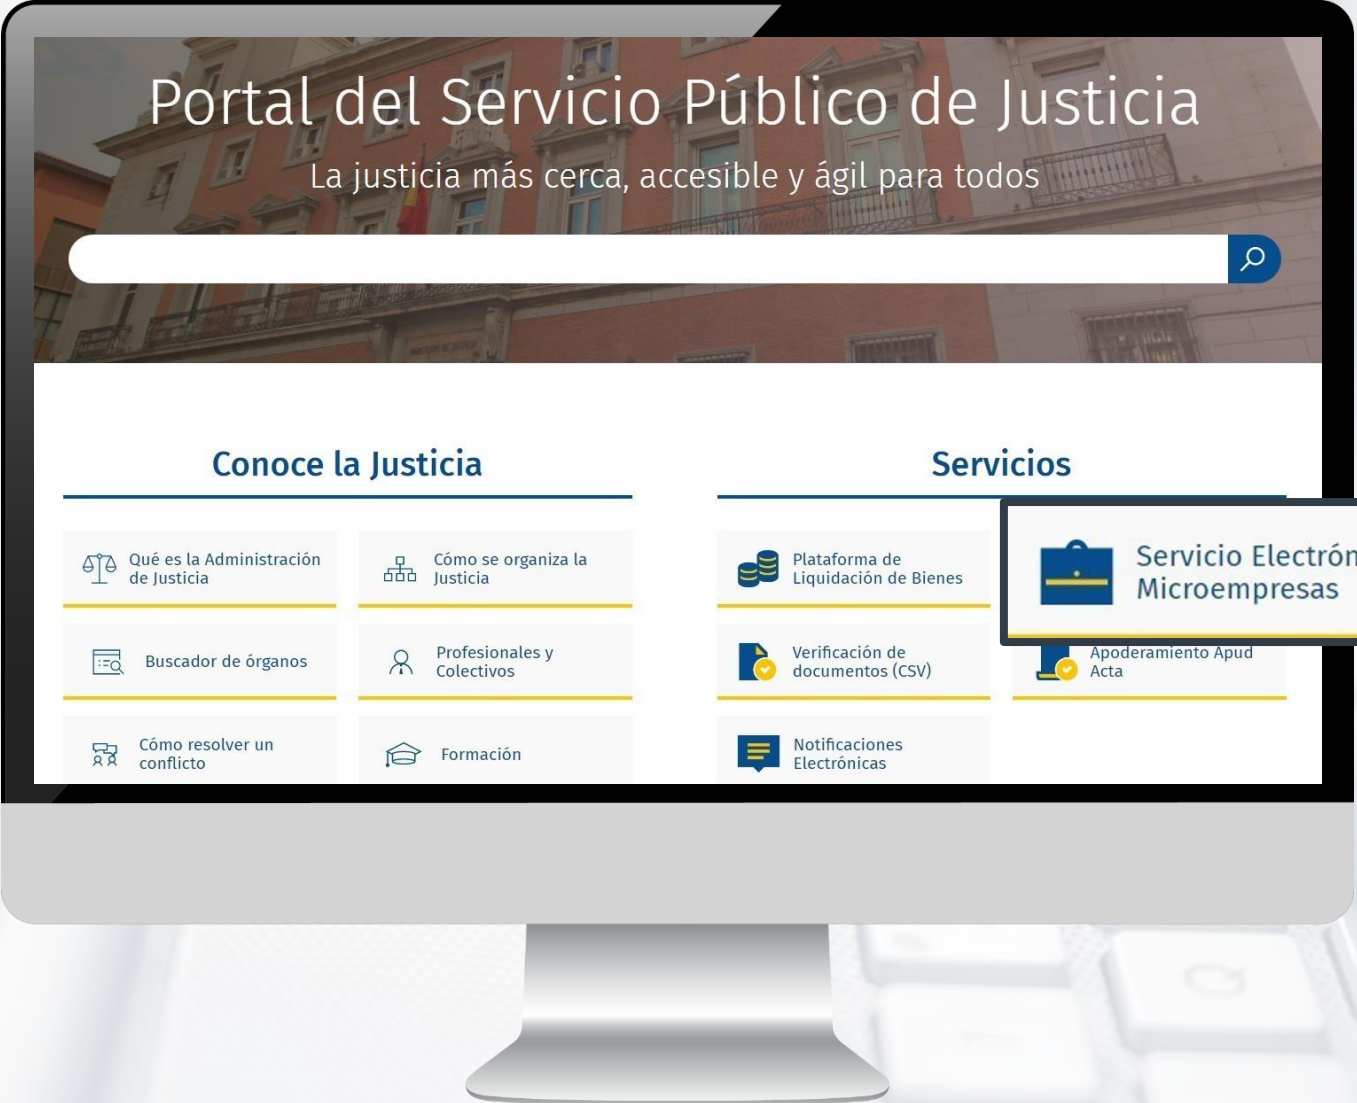 Portal del Servicio Público de Justicia
La justicia más cerca, accesible y ágil para todos
Conoce la Justicia
Qué es la Administración
de Justicia
Cómo se organiza la
Justicia
Buscador de órganos
Profesionales y
Colectivos
Cómo resolver un
conflicto
Formación
Servicios
Plataforma de
Liquidación de Bienes
Servicio Electrón
Microempresas
Verificación de
documentos (CSV)
Apoderamiento Apud
Acta
Notificaciones
Electrónicas